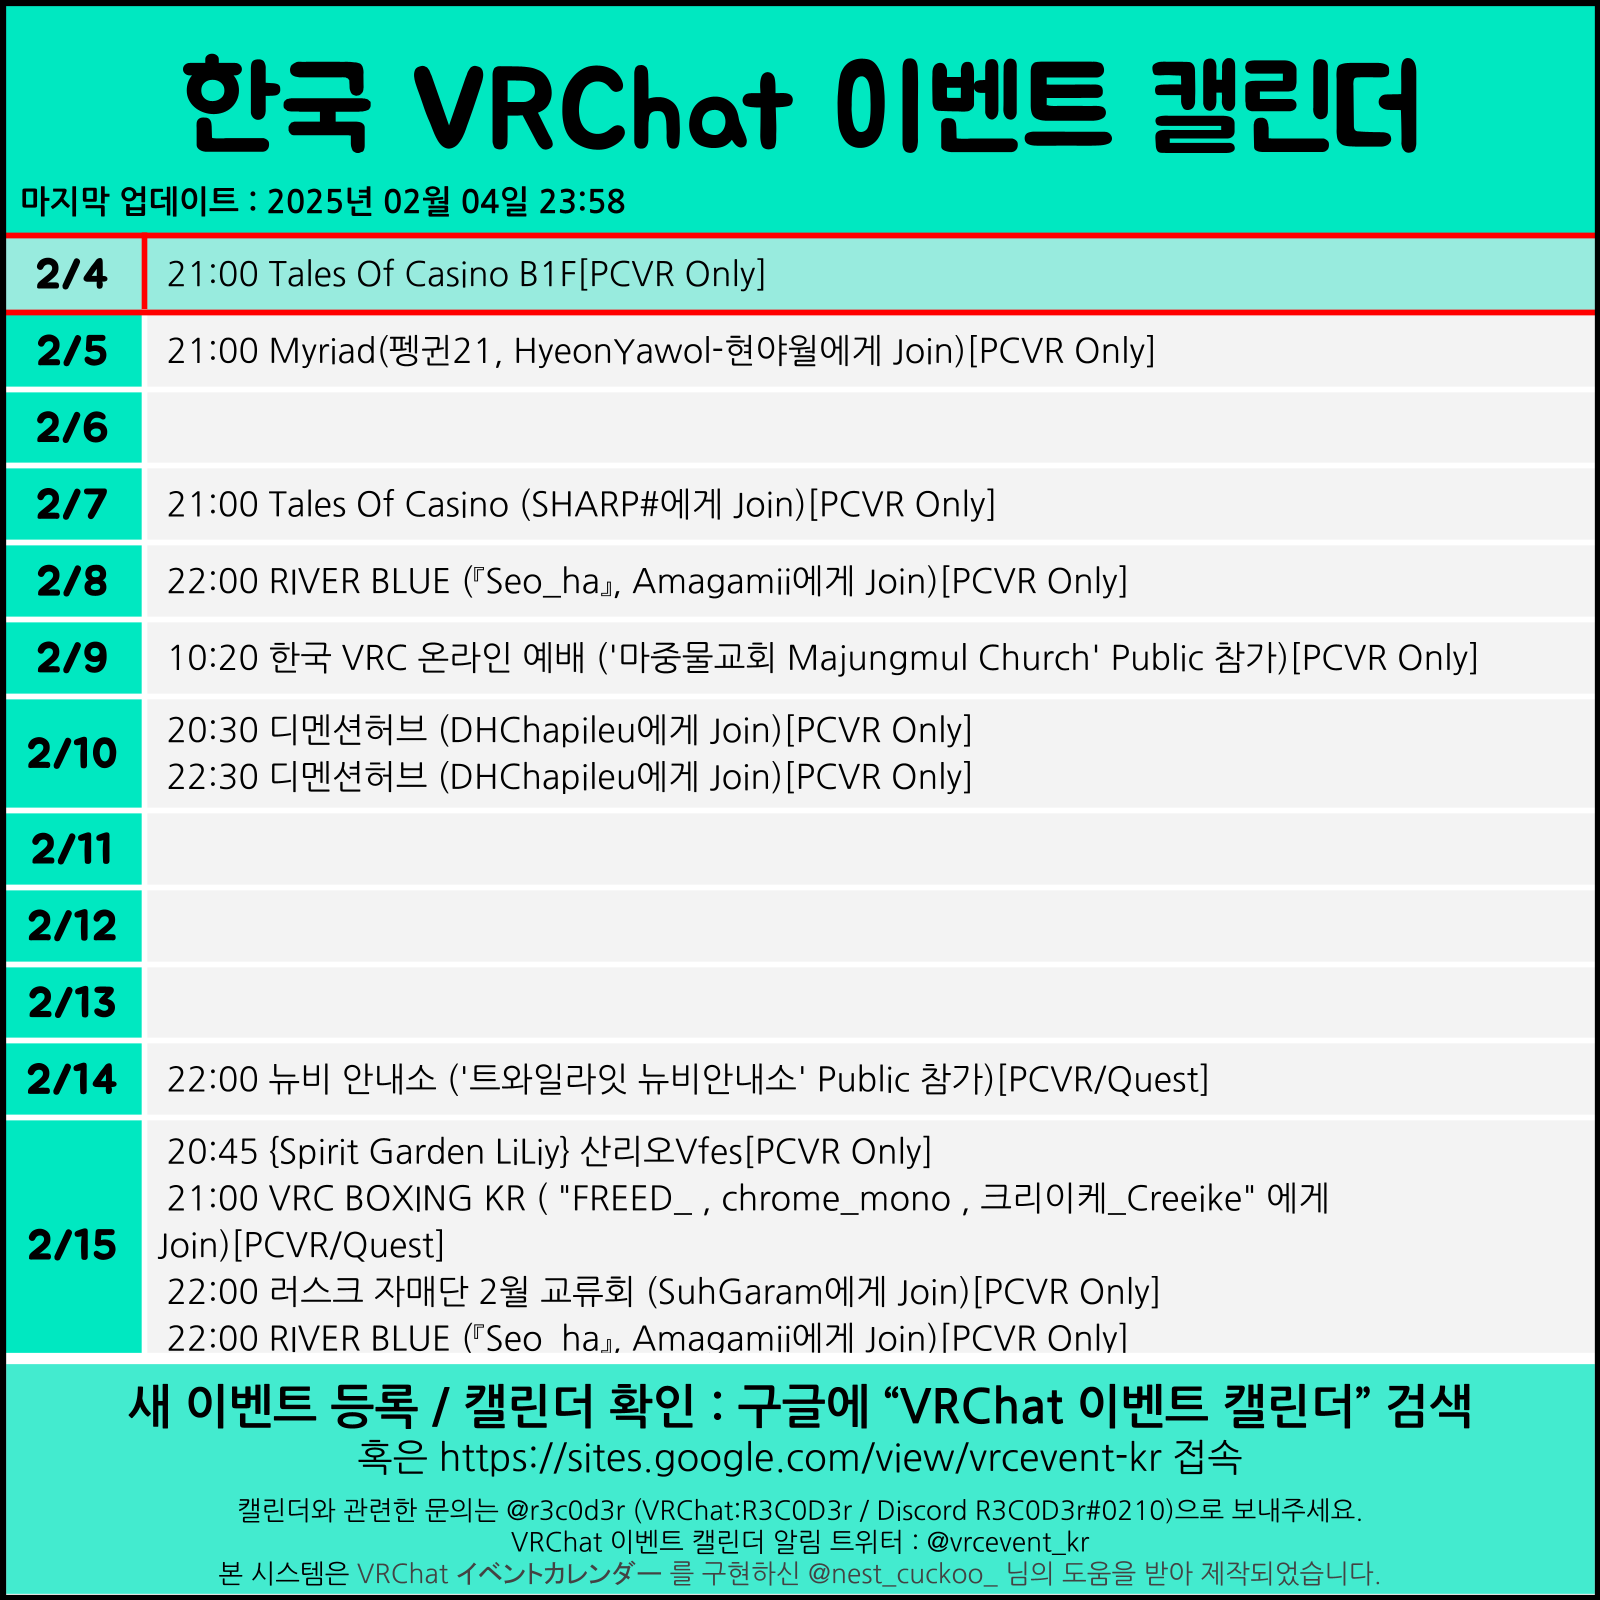 한국 VRChat 이벤트 캘린더
마지막 업데이트 : 2025년 02월 04일 23:58
2/4 21:00 Tales Of Casino B1F[PCVR Only]
2/5 21:00 Myriad(펭귄21, HyeonYawol-현야월에게 Join)[PCVR Only]
2/6
2/7 21:00 Tales Of Casino (SHARP#에게 Join)[PCVR Only]
2/8 22:00 RIVER BLUE (『Seo_ha』, Amagamii에게 Join)[PCVR Only]
2/9 10:20 한국 VRC 온라인 예배 ('마중물교회 Majungmul Church' Public 참가)[PCVR Only]
2/10 20:30 디멘션허브 (DHChapileu에게 Join)[PCVR Only]
22:30 디멘션허브 (DHChapileu에게 Join)[PCVR Only]
2/11
2/12
2/13
2/14 22:00 뉴비 안내소 ('트와일라잇 뉴비안내소' Public 참가)[PCVR/Quest]
2/15 20:45 {Spirit Garden LiLiy} 산리오Vfes[PCVR Only]
21:00 VRC BOXING KR ( "FREED_ , chrome_mono , 크리이케_Creeike" 에게
Join)[PCVR/Quest]
22:00 러스크 자매단 2월 교류회 (SuhGaram에게 Join)[PCVR Only]
22:00 RIVER BLUE (『Seo_ha』, Amagamii에게 Join)[PCVR Only]
새 이벤트 등록 / 캘린더 확인 : 구글에 “VRChat 이벤트 캘린더” 검색
혹은 https://sites.google.com/view/vrcevent-kr 접속
캘린더와 관련한 문의는 @r3c0d3r (VRChat:R3C0D3r / Discord R3C0D3r#0210)으로 보내주세요.
VRChat 이벤트 캘린더 알림 트위터 : @vrcevent_kr
본 시스템은 VRChat イベントカレンダー 를 구현하신 @nest_cuckoo_ 님의 도움을 받아 제작되었습니다.